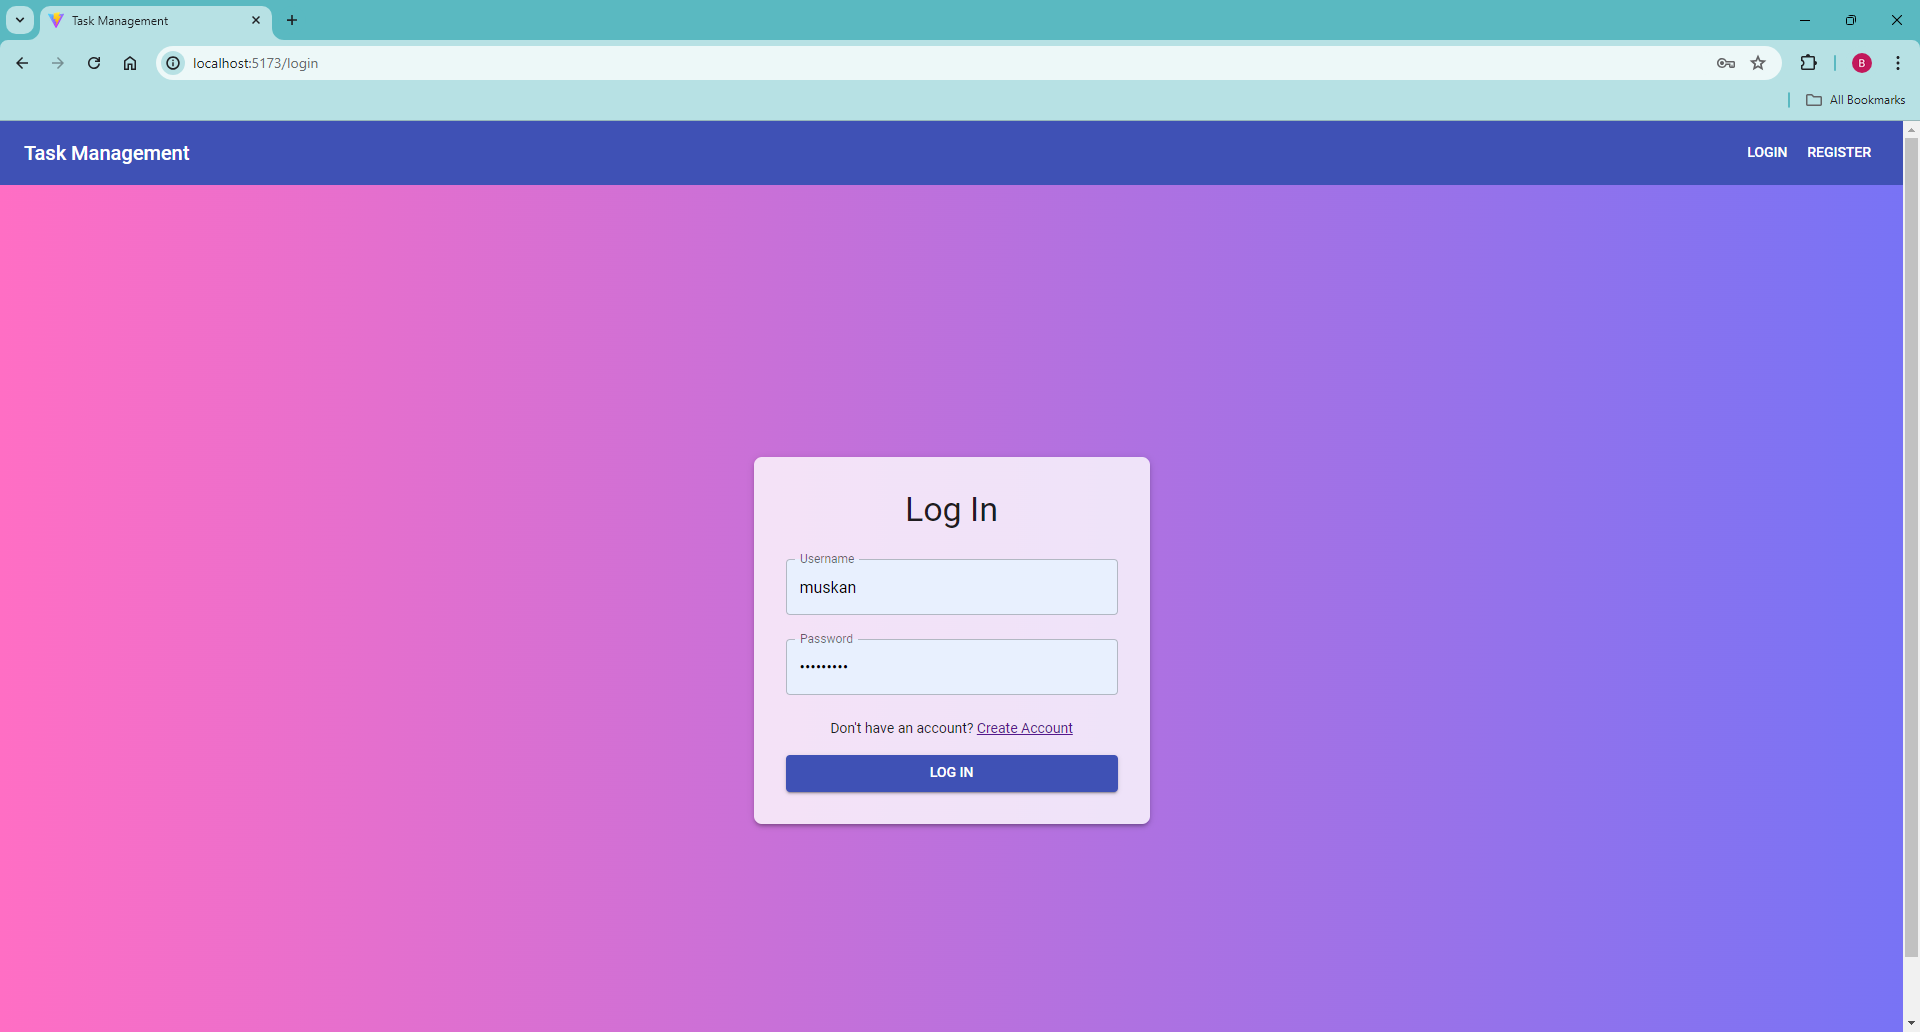 Task Management
localhost:5173/login
B
All Bookmarks
Task Management
LOGIN REGISTER
Log In
Username
muskan
Password
•••••••••
Don't have an account? Create Account
LOG IN